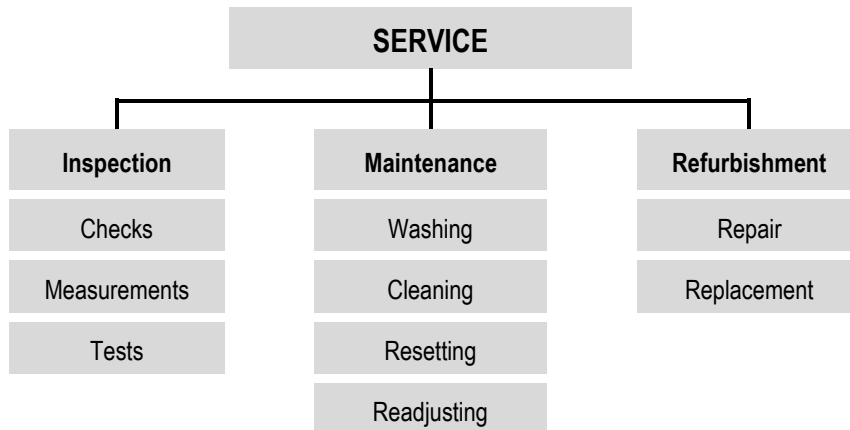 SERVICE
Inspection
Checks
Measurements
Tests
Maintenance
Washing
Cleaning
Resetting
Readjusting
Refurbishment
Repair
Replacement